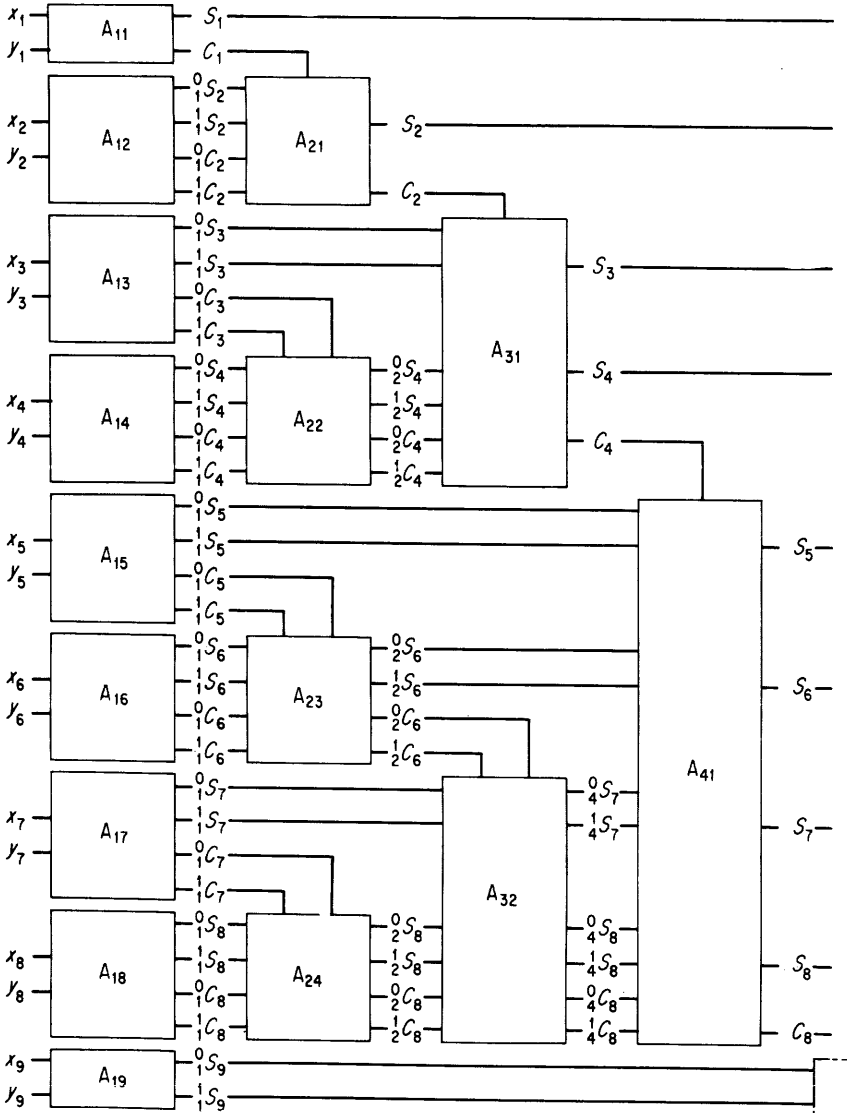 x₁ A₁₁ S₁
y₁ C₁
⁰₁S₂
x₂ A₁₂ ¹₁S₂ A₂₁ S₂
y₂ ⁰₁C₂
¹₁C₂ C₂
⁰₁S₃
x₃ A₁₃ ¹₁S₃ S₃
y₃ ⁰₁C₃
¹₁C₃ A₃₁
⁰₁S₄ ⁰₂S₄ S₄
x₄ A₁₄ ¹₁S₄ A₂₂ ¹₂S₄
y₄ ⁰₁C₄ ⁰₂C₄ C₄
¹₁C₄ ¹₂C₄
⁰₁S₅
x₅ A₁₅ ¹₁S₅ S₅
y₅ ⁰₁C₅
¹₁C₅
⁰₁S₆ ⁰₂S₆
x₆ A₁₆ ¹₁S₆ A₂₃ ¹₂S₆ S₆
y₆ ⁰₁C₆ ⁰₂C₆
¹₁C₆ ¹₂C₆ A₄₁
⁰₁S₇ ⁰₄S₇
x₇ A₁₇ ¹₁S₇ ¹₄S₇ S₇
y₇ ⁰₁C₇
¹₁C₇ A₃₂
⁰₁S₈ ⁰₂S₈ ⁰₄S₈
x₈ A₁₈ ¹₁S₈ A₂₄ ¹₂S₈ ¹₄S₈ S₈
y₈ ⁰₁C₈ ⁰₂C₈ ⁰₄C₈
¹₁C₈ ¹₂C₈ ¹₄C₈ C₈
x₉ A₁₉ ⁰₁S₉
y₉ ¹₁S₉